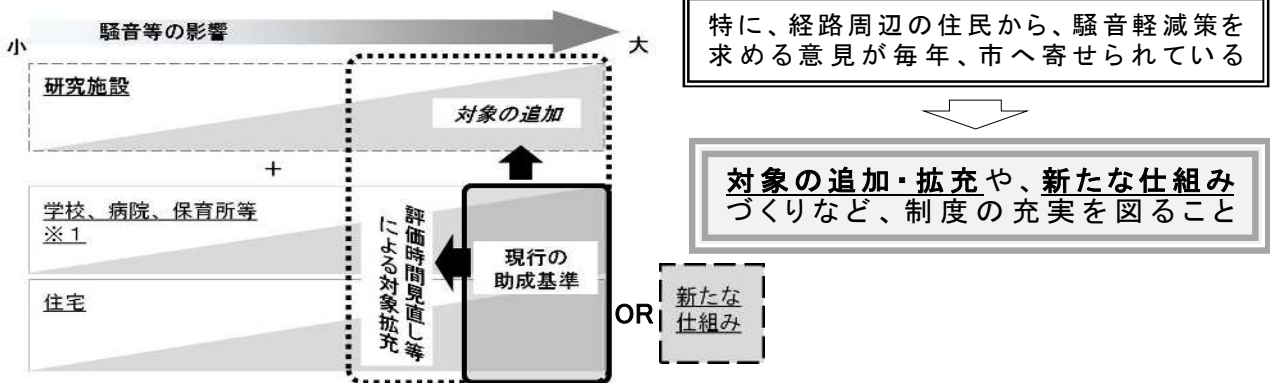 騒音等の影響
小
大
研究施設
対象の追加
+
学校、病院、保育所等
※1
住宅
評価時間見直し等
による対象拡充
現行の
助成基準
OR
新たな
仕組み
特に、経路周辺の住民から、騒音軽減策を
求める意見が毎年、市へ寄せられている
対象の追加・拡充や、新たな仕組み
づくりなど、制度の充実を図ること